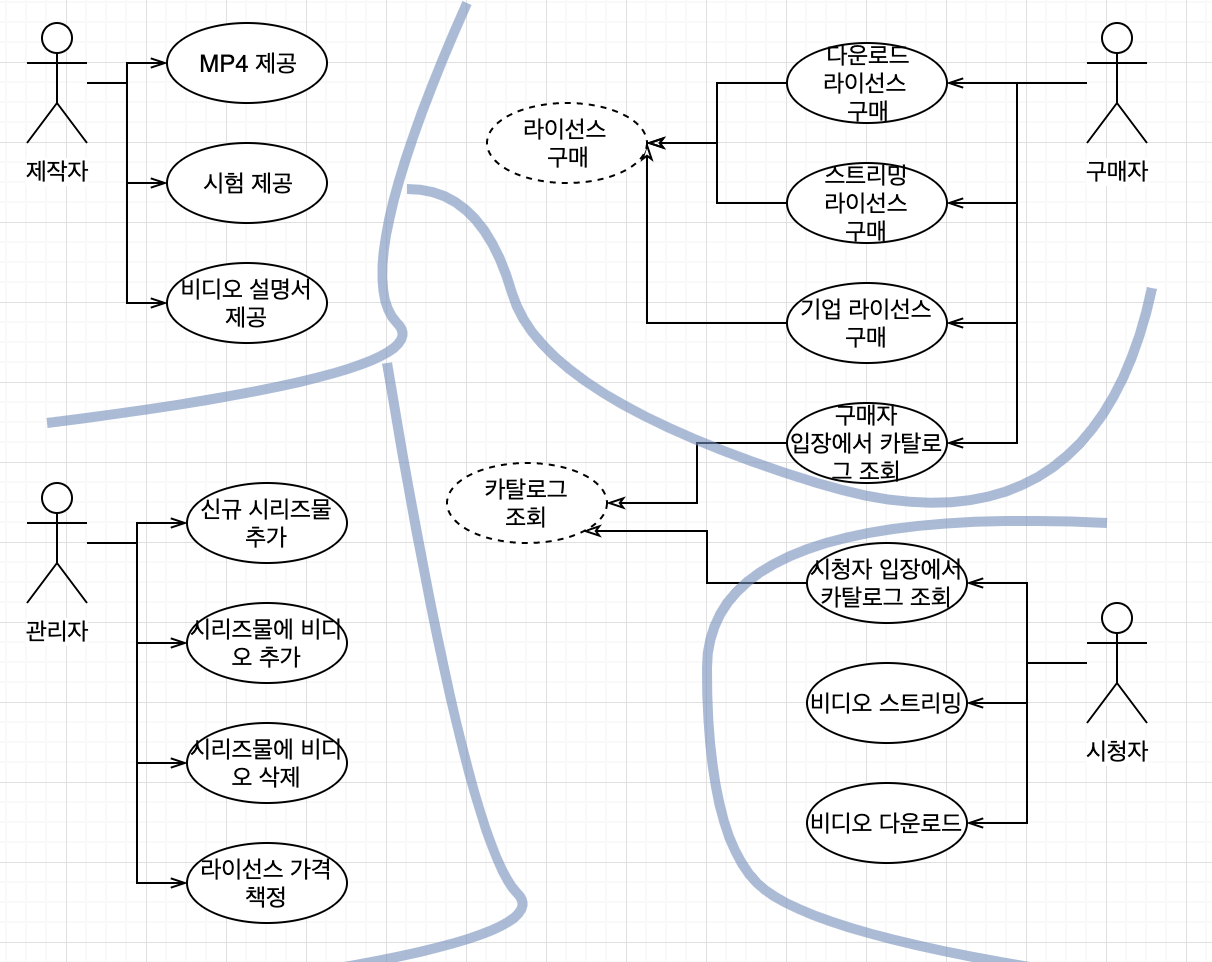 MP4 제공
제작자
시험 제공
비디오 설명서
제공
라이선스
구매
다운로드
라이선스
구매
구매자
스트리밍
라이선스
구매
기업 라이선스
구매
구매자
입장에서 카탈로
그 조회
카탈로그
조회
신규 시리즈물
추가
관리자
시리즈물에 비디
오 추가
시리즈물에 비디
오 삭제
라이선스 가격
책정
시청자 입장에서
카탈로그 조회
비디오 스트리밍
시청자
비디오 다운로드